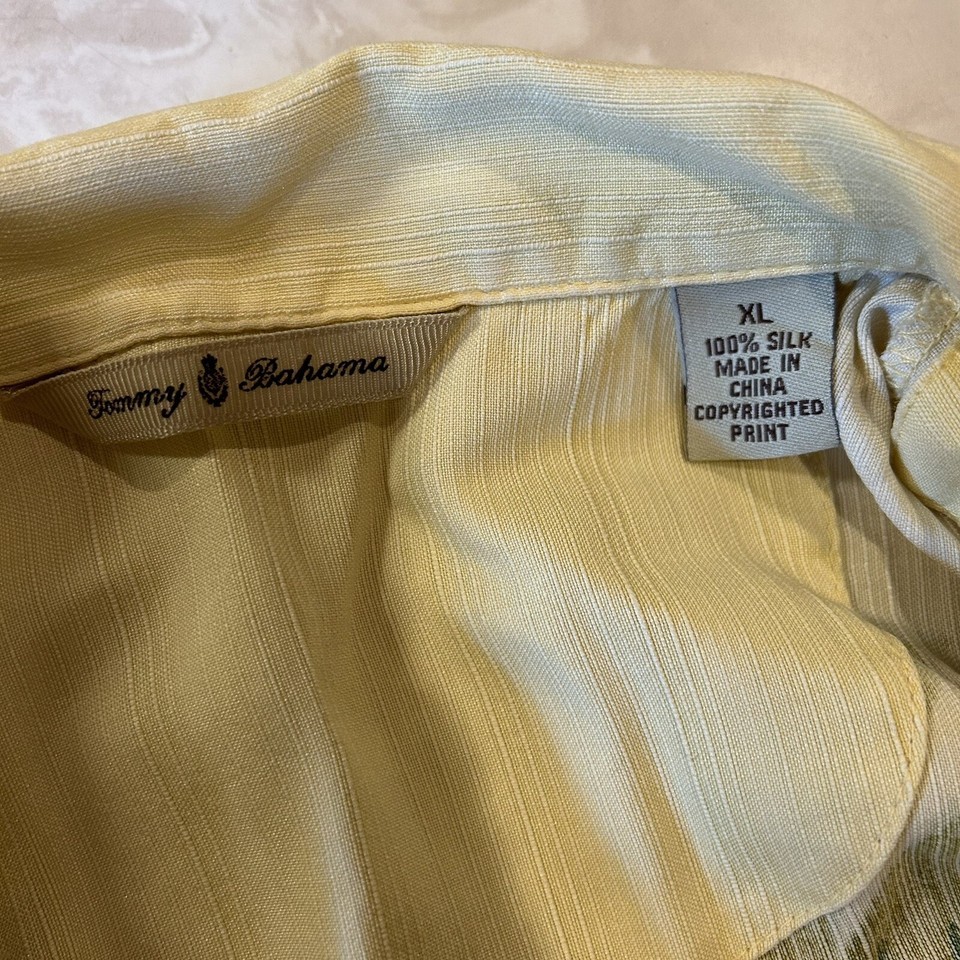 Tommy Bahama
XL
100% SILK
MADE IN
CHINA
COPYRIGHTED
PRINT